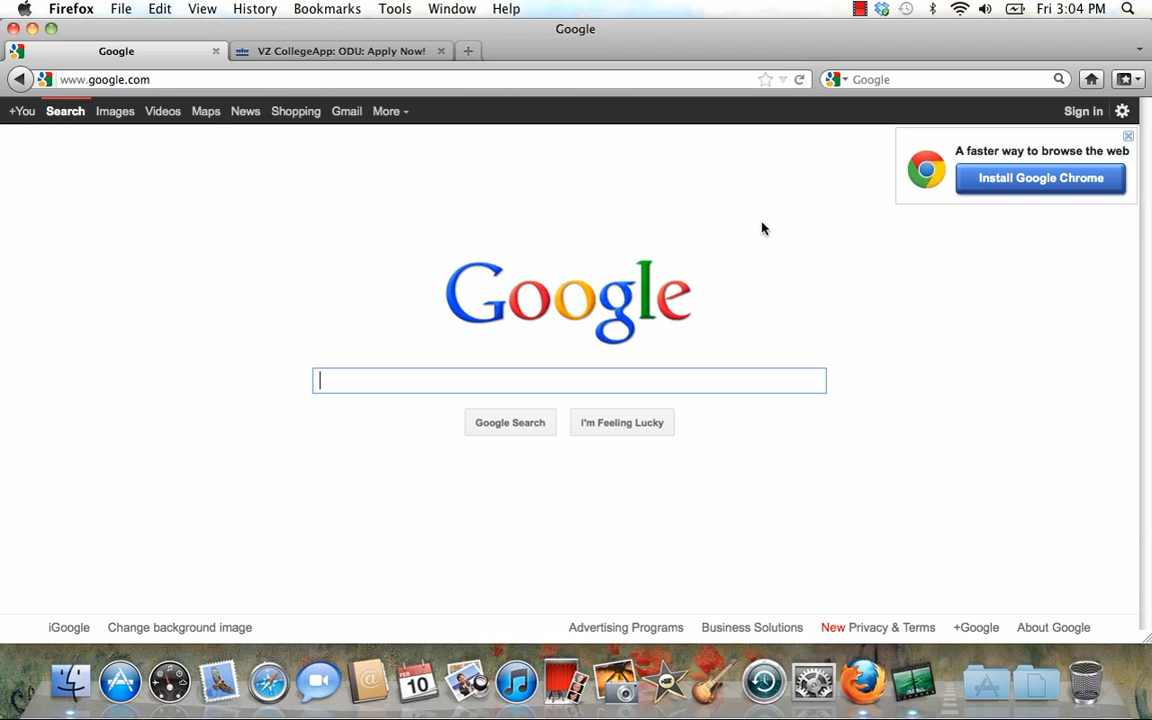 Firefox File Edit View History Bookmarks Tools Window Help Fri 3:04 PM
Google
Google VZ CollegeApp: ODU: Apply Now!
www.google.com Google
+You Search Images Videos Maps News Shopping Gmail More Sign in
A faster way to browse the web
Install Google Chrome
Google
Google Search I'm Feeling Lucky
iGoogle Change background image Advertising Programs Business Solutions New Privacy & Terms +Google About Google
10